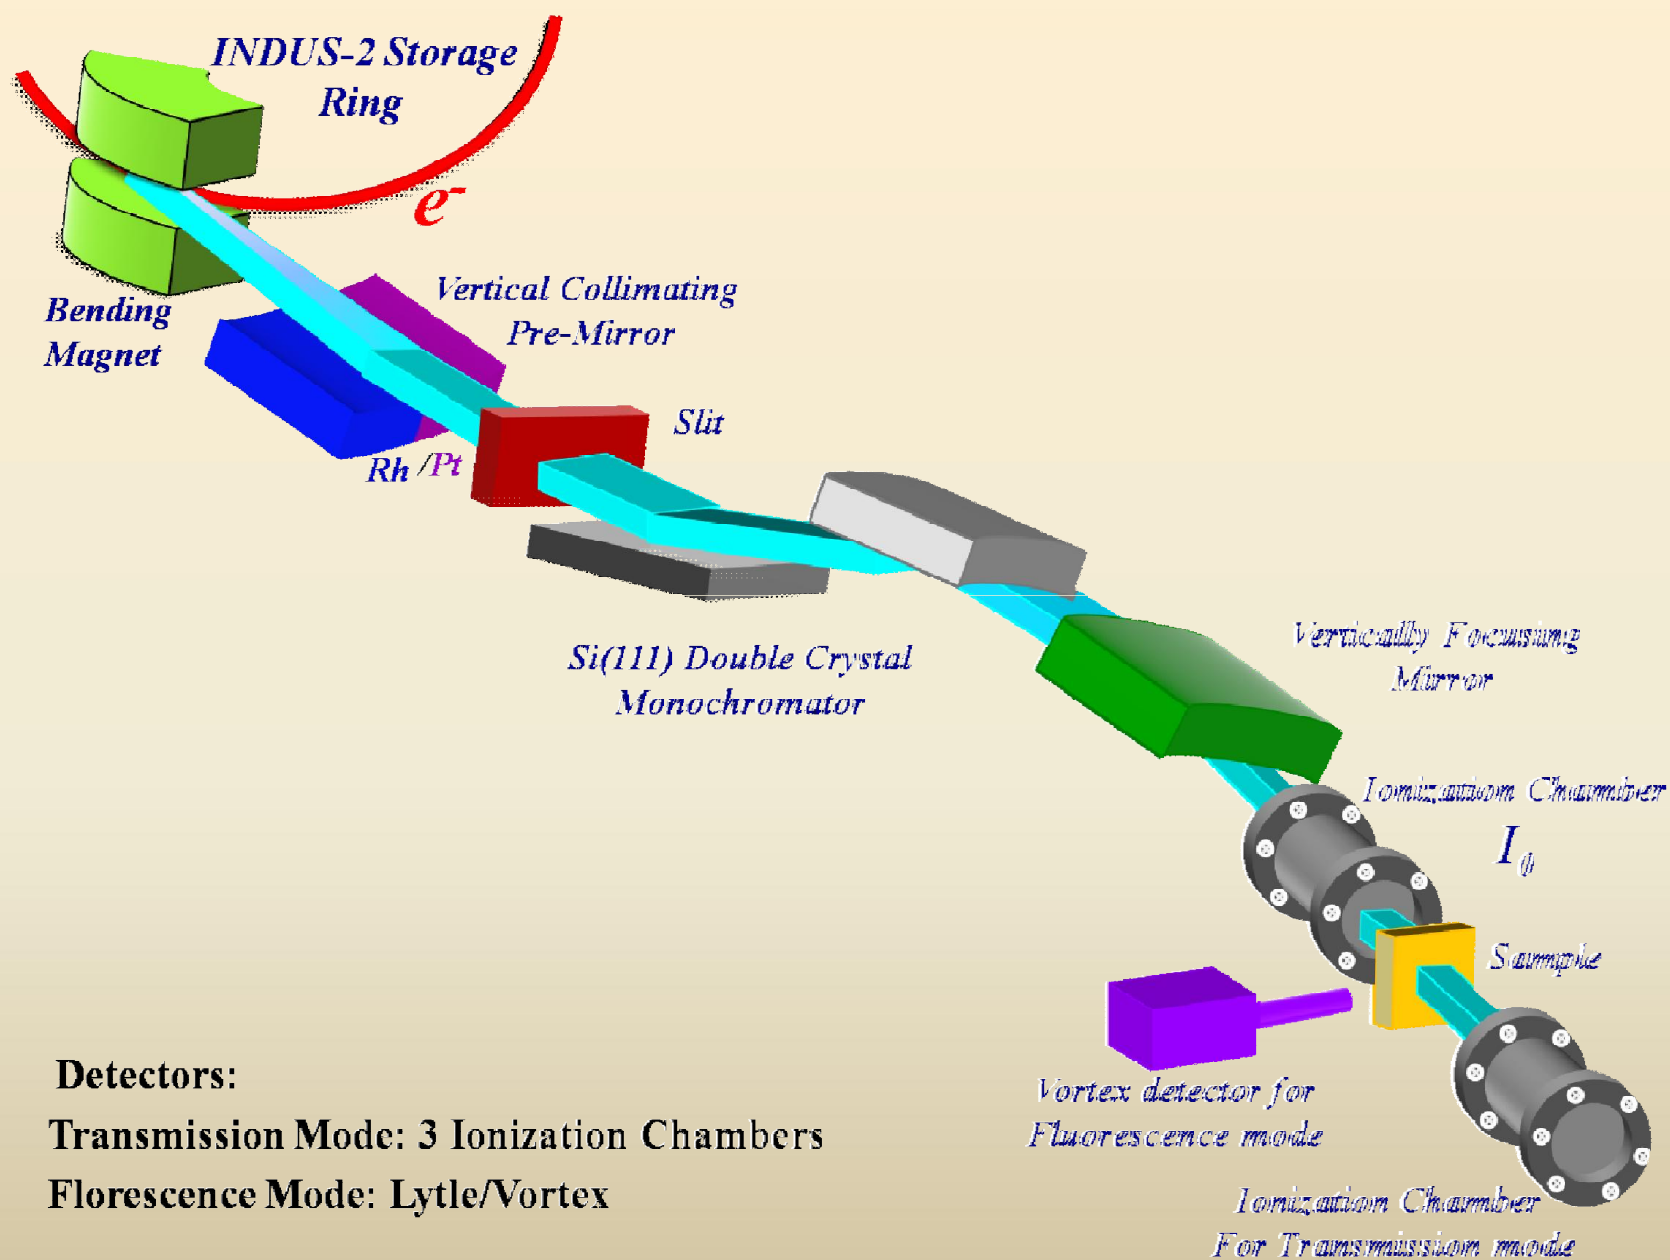 INDUS-2 Storage
Ring
e-
Bending
Magnet
Vertical Collimating
Pre-Mirror
Slit
Rh /Pt
Si(111) Double Crystal
Monochromator
Vertically Focusing
Mirror
Ionization Chamber
I0
Sample
Vortex detector for
Fluorescence mode
Ionization Chamber
For Transmission mode
Detectors:
Transmission Mode: 3 Ionization Chambers
Florescence Mode: Lytle/Vortex